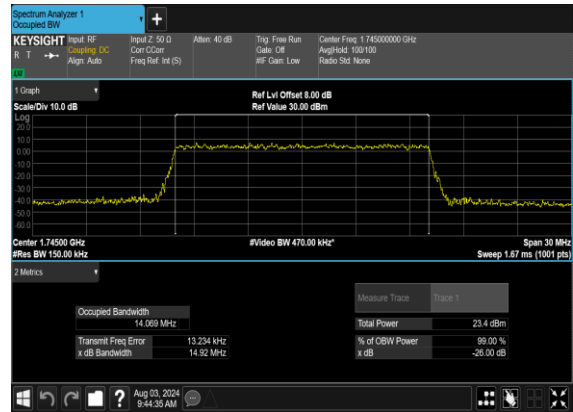 Spectrum Analyzer 1
Occupied BW
+
KEYSIGHT
R T
LU
Input: RF
Coupling: DC
Align: Auto
Input Z: 50 Ω
Corr CCorr
Freq Ref: Int (S)
Atten: 40 dB
Trig: Free Run
Gate: Off
#IF Gain: Low
Center Freq: 1.745000000 GHz
Avg|Hold: 100/100
Radio Std: None
1 Graph
Scale/Div 10.0 dB
Ref Lvl Offset 8.00 dB
Ref Value 30.00 dBm
Log
20.0
10.0
0.00
-10.0
-20.0
-30.0
-40.0
-50.0
-60.0
Center 1.74500 GHz
#Res BW 150.00 kHz
#Video BW 470.00 kHz*
Span 30 MHz
Sweep 1.67 ms (1001 pts)
2 Metrics
Occupied Bandwidth
14.069 MHz
Transmit Freq Error 13.234 kHz
x dB Bandwidth 14.92 MHz
Measure Trace Trace 1
Total Power 23.4 dBm
% of OBW Power 99.00 %
x dB -26.00 dB
?
Aug 03, 2024
9:44:35 AM